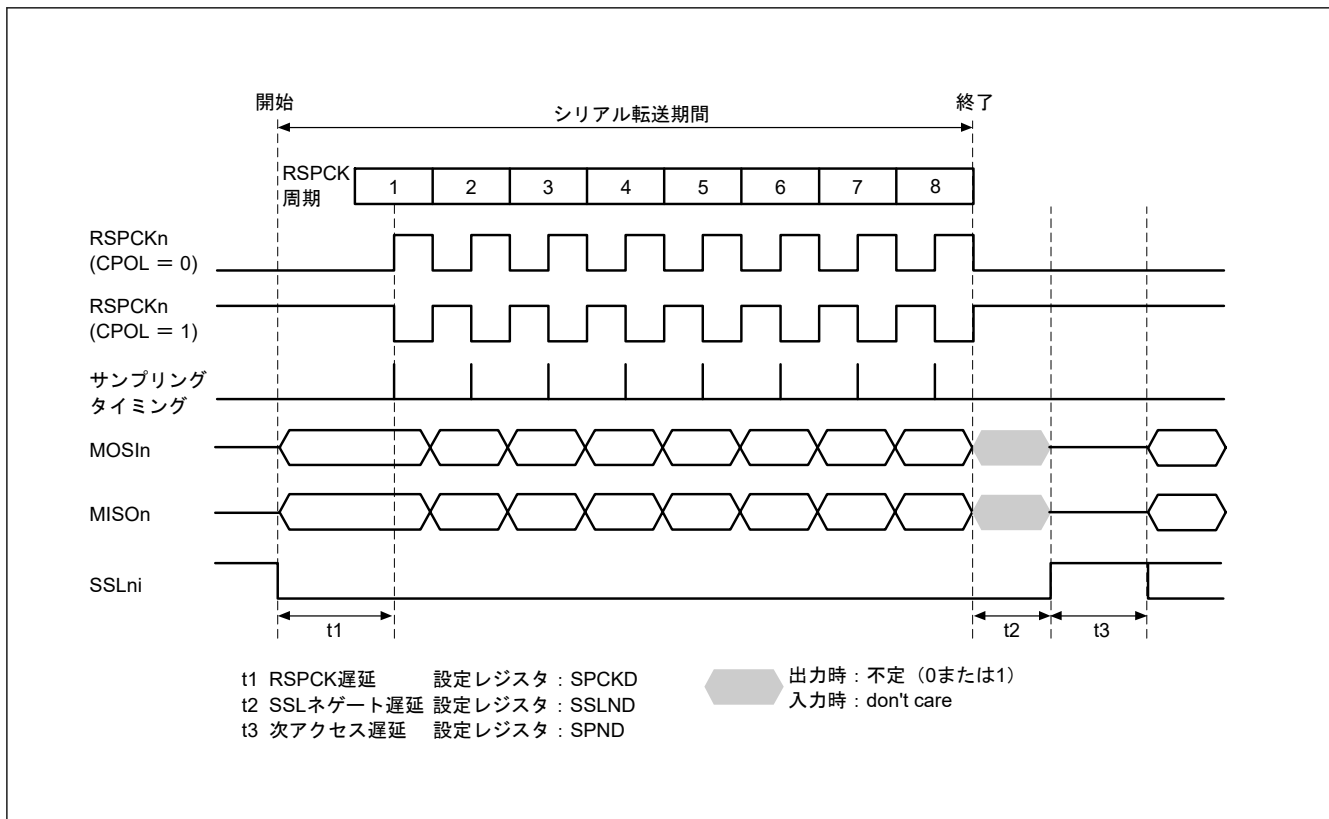 開始
終了
シリアル転送期間
RSPCK
周期
1 2 3 4 5 6 7 8
RSPCKn
(CPOL = 0)
RSPCKn
(CPOL = 1)
サンプリング
タイミング
MOSIn
MISOn
SSLni
t1
t2
t3
t1 RSPCK遅延 設定レジスタ：SPCKD
t2 SSLネゲート遅延 設定レジスタ：SSLND
t3 次アクセス遅延 設定レジスタ：SPND
出力時：不定（0または1）
入力時：don't care